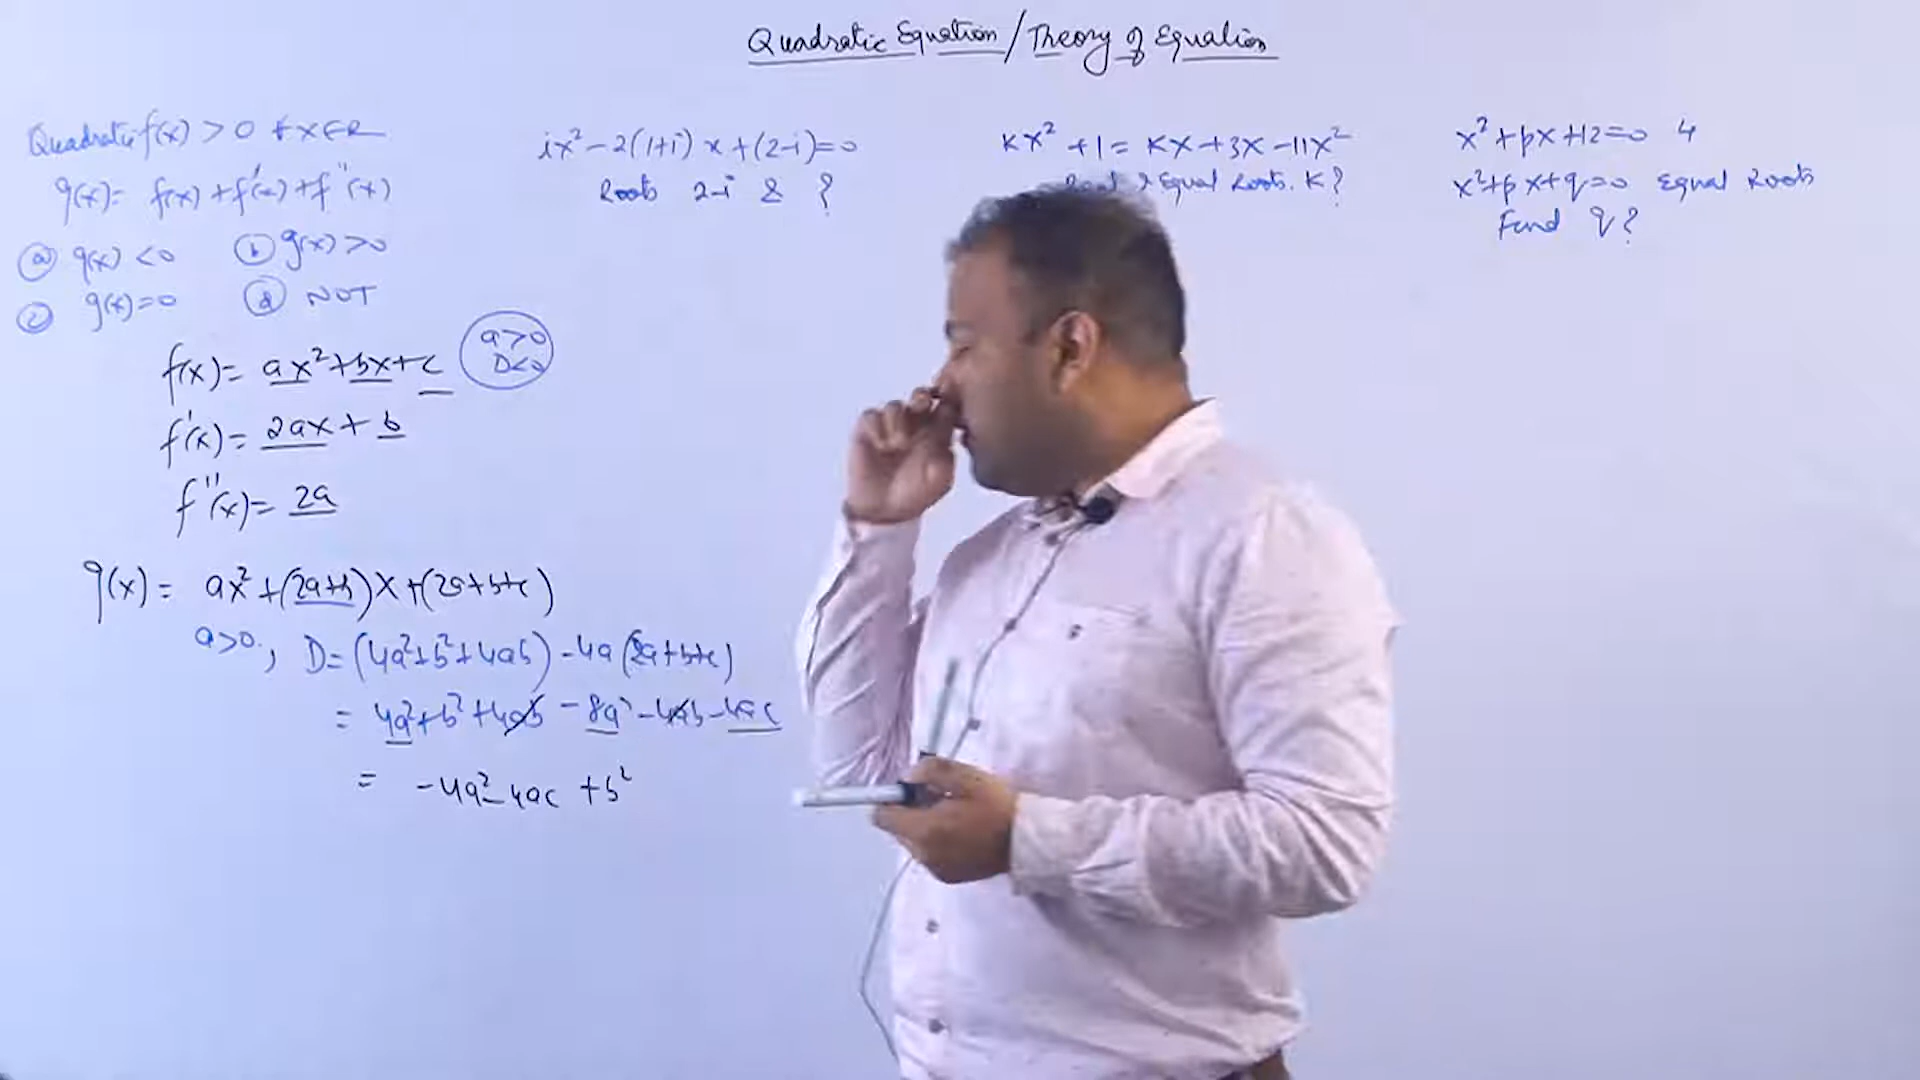 Quadratic Equation / Theory of Equation
Quadratic f(x) > 0 ∀ x ∈ R
g(x) = f(x) + f'(x) + f''(x)
(a) g(x) < 0 (b) g(x) > 0
(c) g(x) = 0 (d) NOT
f(x) = ax² + bx + c a > 0 D < 0
f'(x) = 2ax + b
f''(x) = 2a
g(x) = ax² + (2a+b)x + (2a+b+c)
a > 0, D = (4a² + b² + 4ab) - 4a(2a+b+c)
= 4a² + b² + 4ab - 8a² - 4ab - 4ac
= -4a² - 4ac + b²
ix² - 2(1+i)x + (2-i) = 0
Roots 2-i & ?
Kx² + 1 = Kx + 3x - 11x²
Real & Equal Roots. K?
x² + px + 12 = 0 4
x² + px + q = 0 Equal Roots
Find q?